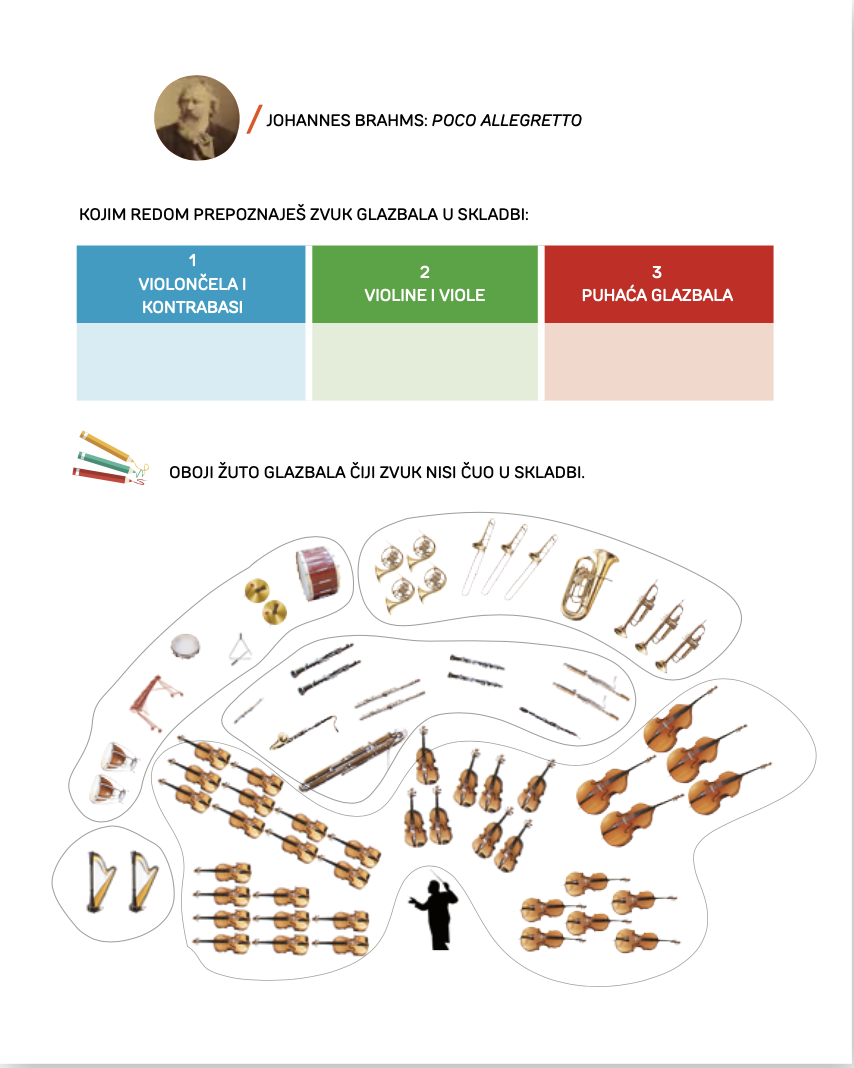 JOHANNES BRAHMS: POCO ALLEGRETTO
KOJIM REDOM PREPOZNAJEŠ ZVUK GLAZBALA U SKLADBI:
1
VIOLONČELA I
KONTRABASI
2
VIOLINE I VIOLE
3
PUHAĆA GLAZBALA
OBOJI ŽUTO GLAZBALA ČIJI ZVUK NISI ČUO U SKLADBI.